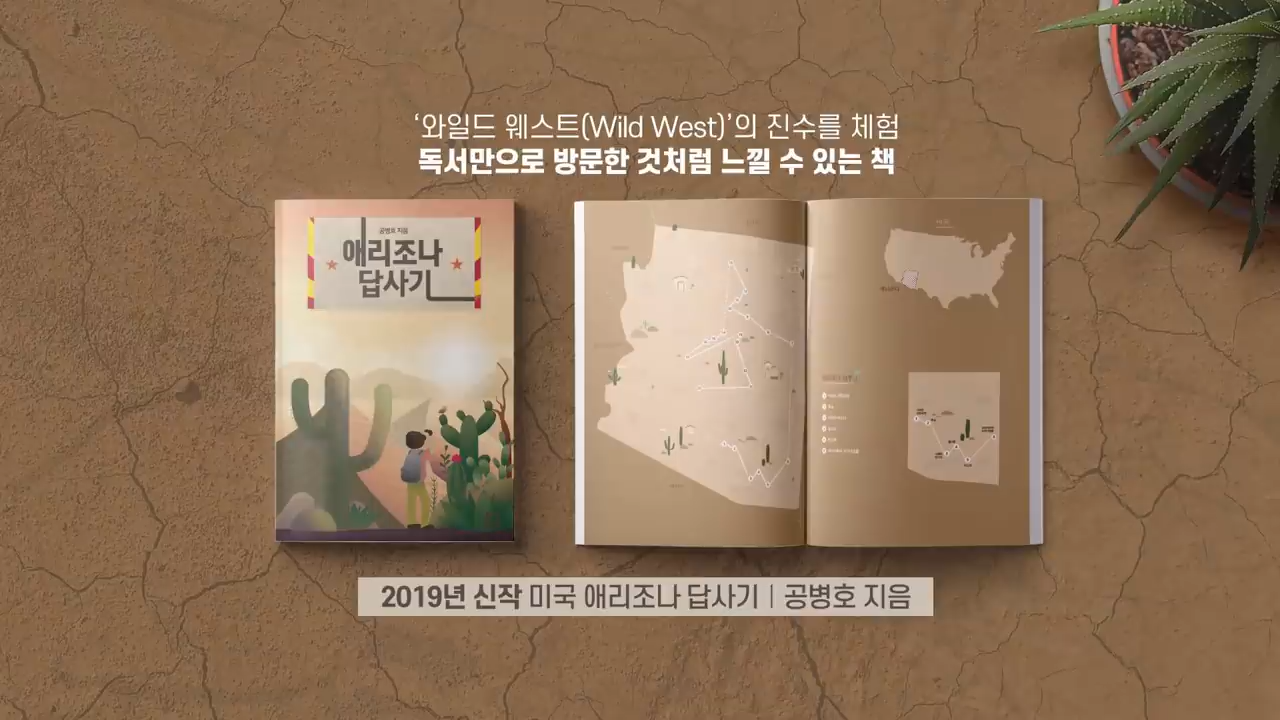 ‘와일드 웨스트(Wild West)’의 진수를 체험
독서만으로 방문한 것처럼 느낄 수 있는 책
공병호 지음
애리조나
답사기
2019년 신작 미국 애리조나 답사기 | 공병호 지음